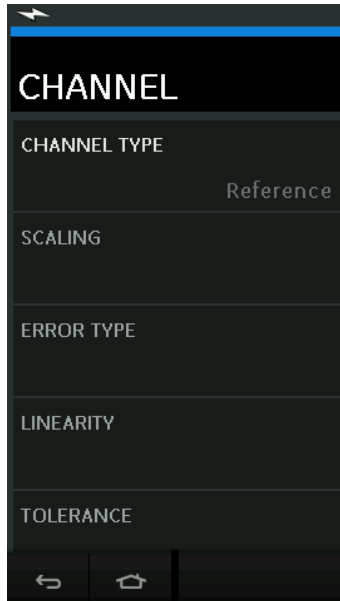 CHANNEL
CHANNEL TYPE
Reference
SCALING
ERROR TYPE
LINEARITY
TOLERANCE